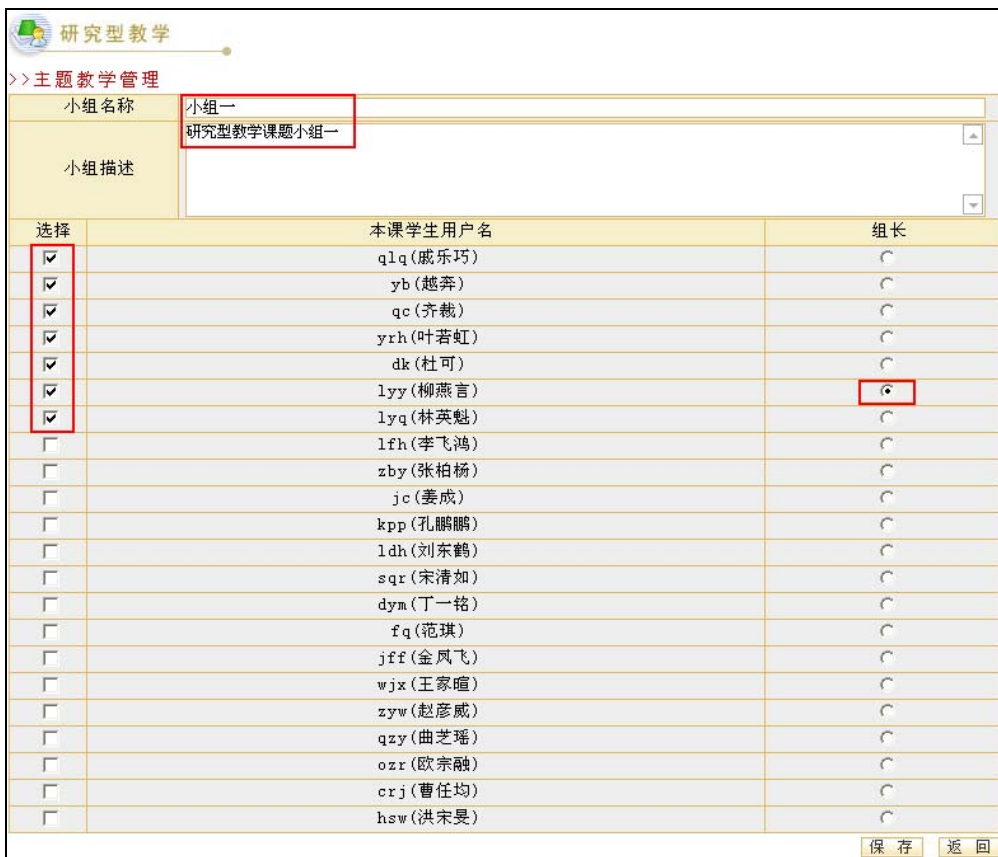 研究型教学
>>主题教学管理
小组名称 小组一
小组描述 研究型教学课题小组一
选择 本课学生用户名 组长
qlq(戚乐巧)
yb(越奔)
qc(齐裁)
yrh(叶若虹)
dk(杜可)
lyy(柳燕言)
lyq(林英魁)
lfh(李飞鸿)
zby(张柏杨)
jc(姜成)
kpp(孔鹏鹏)
ldh(刘东鹤)
sqr(宋清如)
dym(丁一铭)
fq(范琪)
jff(金凤飞)
wjx(王家暄)
zyw(赵彦威)
qzy(曲芝瑶)
ozr(欧宗融)
crj(曹任均)
hsw(洪宋旻)
保 存 返 回